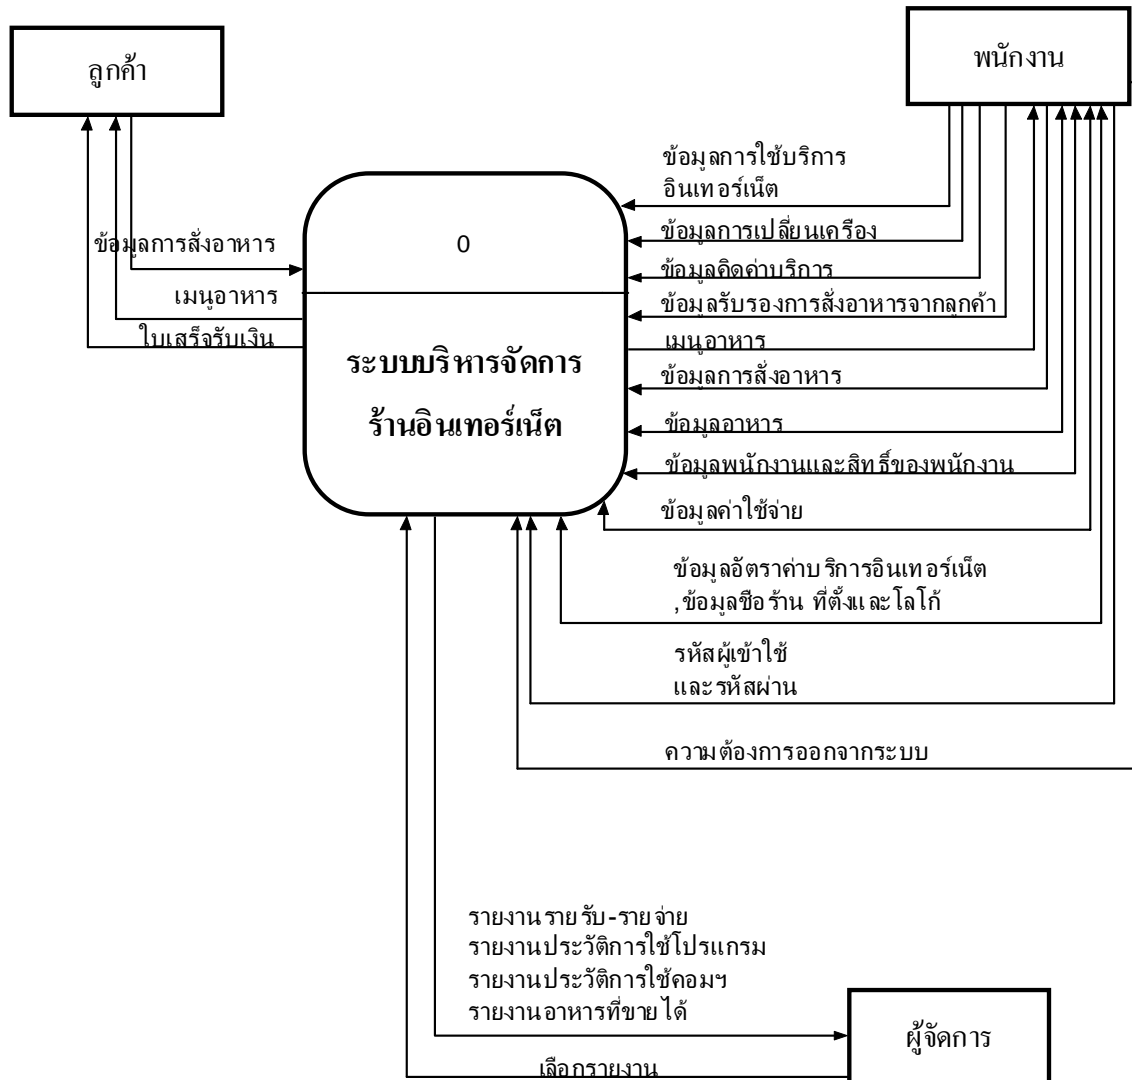 ลูกค้า
พนักงาน
ข้อมูลการใช้บริการ
อินเทอร์เน็ต
ข้อมูลการเปลี่ยนเครื่อง
0
ข้อมูลการสั่งอาหาร
ข้อมูลคิดค่าบริการ
เมนูอาหาร
ข้อมูลรับรองการสั่งอาหารจากลูกค้า
ใบเสร็จรับเงิน
เมนูอาหาร
ระบบบริหารจัดการ
ร้านอินเทอร์เน็ต
ข้อมูลการสั่งอาหาร
ข้อมูลอาหาร
ข้อมูลพนักงานและสิทธิ์ของพนักงาน
ข้อมูลค่าใช้จ่าย
ข้อมูลอัตราค่าบริการอินเทอร์เน็ต
,ข้อมูลชือร้าน ที่ตั้งและโลโก้
รหัสผู้เข้าใช้
และรหัสผ่าน
ความต้องการออกจากระบบ
รายงานรายรับ-รายจ่าย
รายงานประวัติการใช้โปรแกรม
รายงานประวัติการใช้คอมฯ
รายงานอาหารที่ขายได้
ผู้จัดการ
เลือกรายงาน